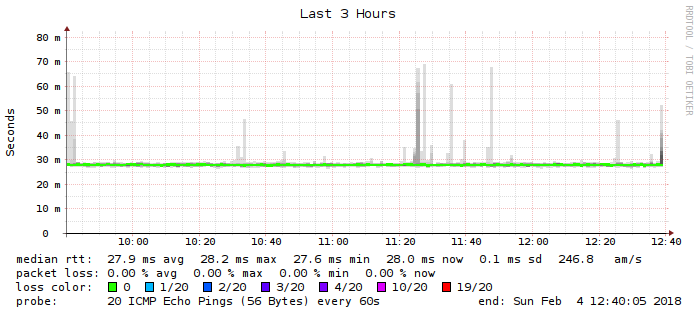 Last 3 Hours
RRDTOOL / TOBI OETIKER
Seconds
80 m
70 m
60 m
50 m
40 m
30 m
20 m
10 m
0
10:00 10:20 10:40 11:00 11:20 11:40 12:00 12:20 12:40
median rtt: 27.9 ms avg 28.2 ms max 27.6 ms min 28.0 ms now 0.1 ms sd 246.8 am/s
packet loss: 0.00 % avg 0.00 % max 0.00 % min 0.00 % now
loss color: 0 1/20 2/20 3/20 4/20 10/20 19/20
probe: 20 ICMP Echo Pings (56 Bytes) every 60s end: Sun Feb 4 12:40:05 2018